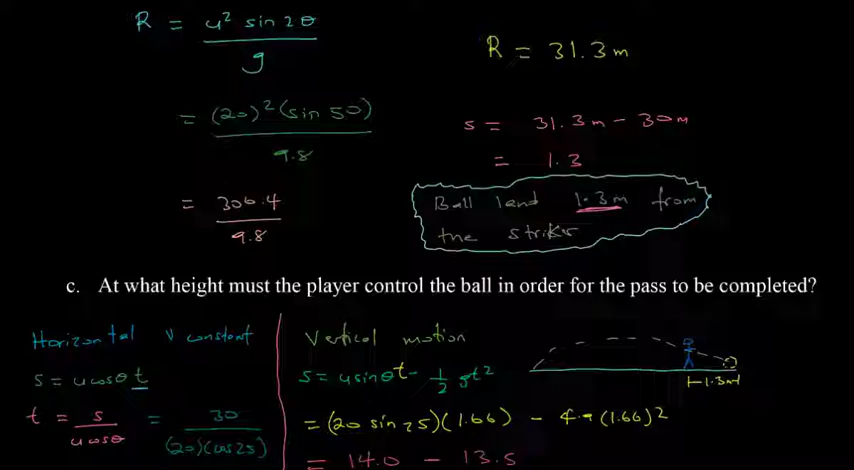 R = u² sin 2θ / g
= (20)² (sin 50) / 9.8
= 306.4 / 9.8
R = 31.3 m
s = 31.3 m - 30 m
= 1.3
Ball land 1.3 m from
the striker
c. At what height must the player control the ball in order for the pass to be completed?
Horizontal V constant
s = u cos θ t
t = s / u cos θ = 30 / (20)(cos 25)
Vertical motion
s = u sin θ t - 1/2 gt²
= (20 sin 25)(1.66) - 4.9 (1.66)²
= 14.0 - 13.5
1.3m